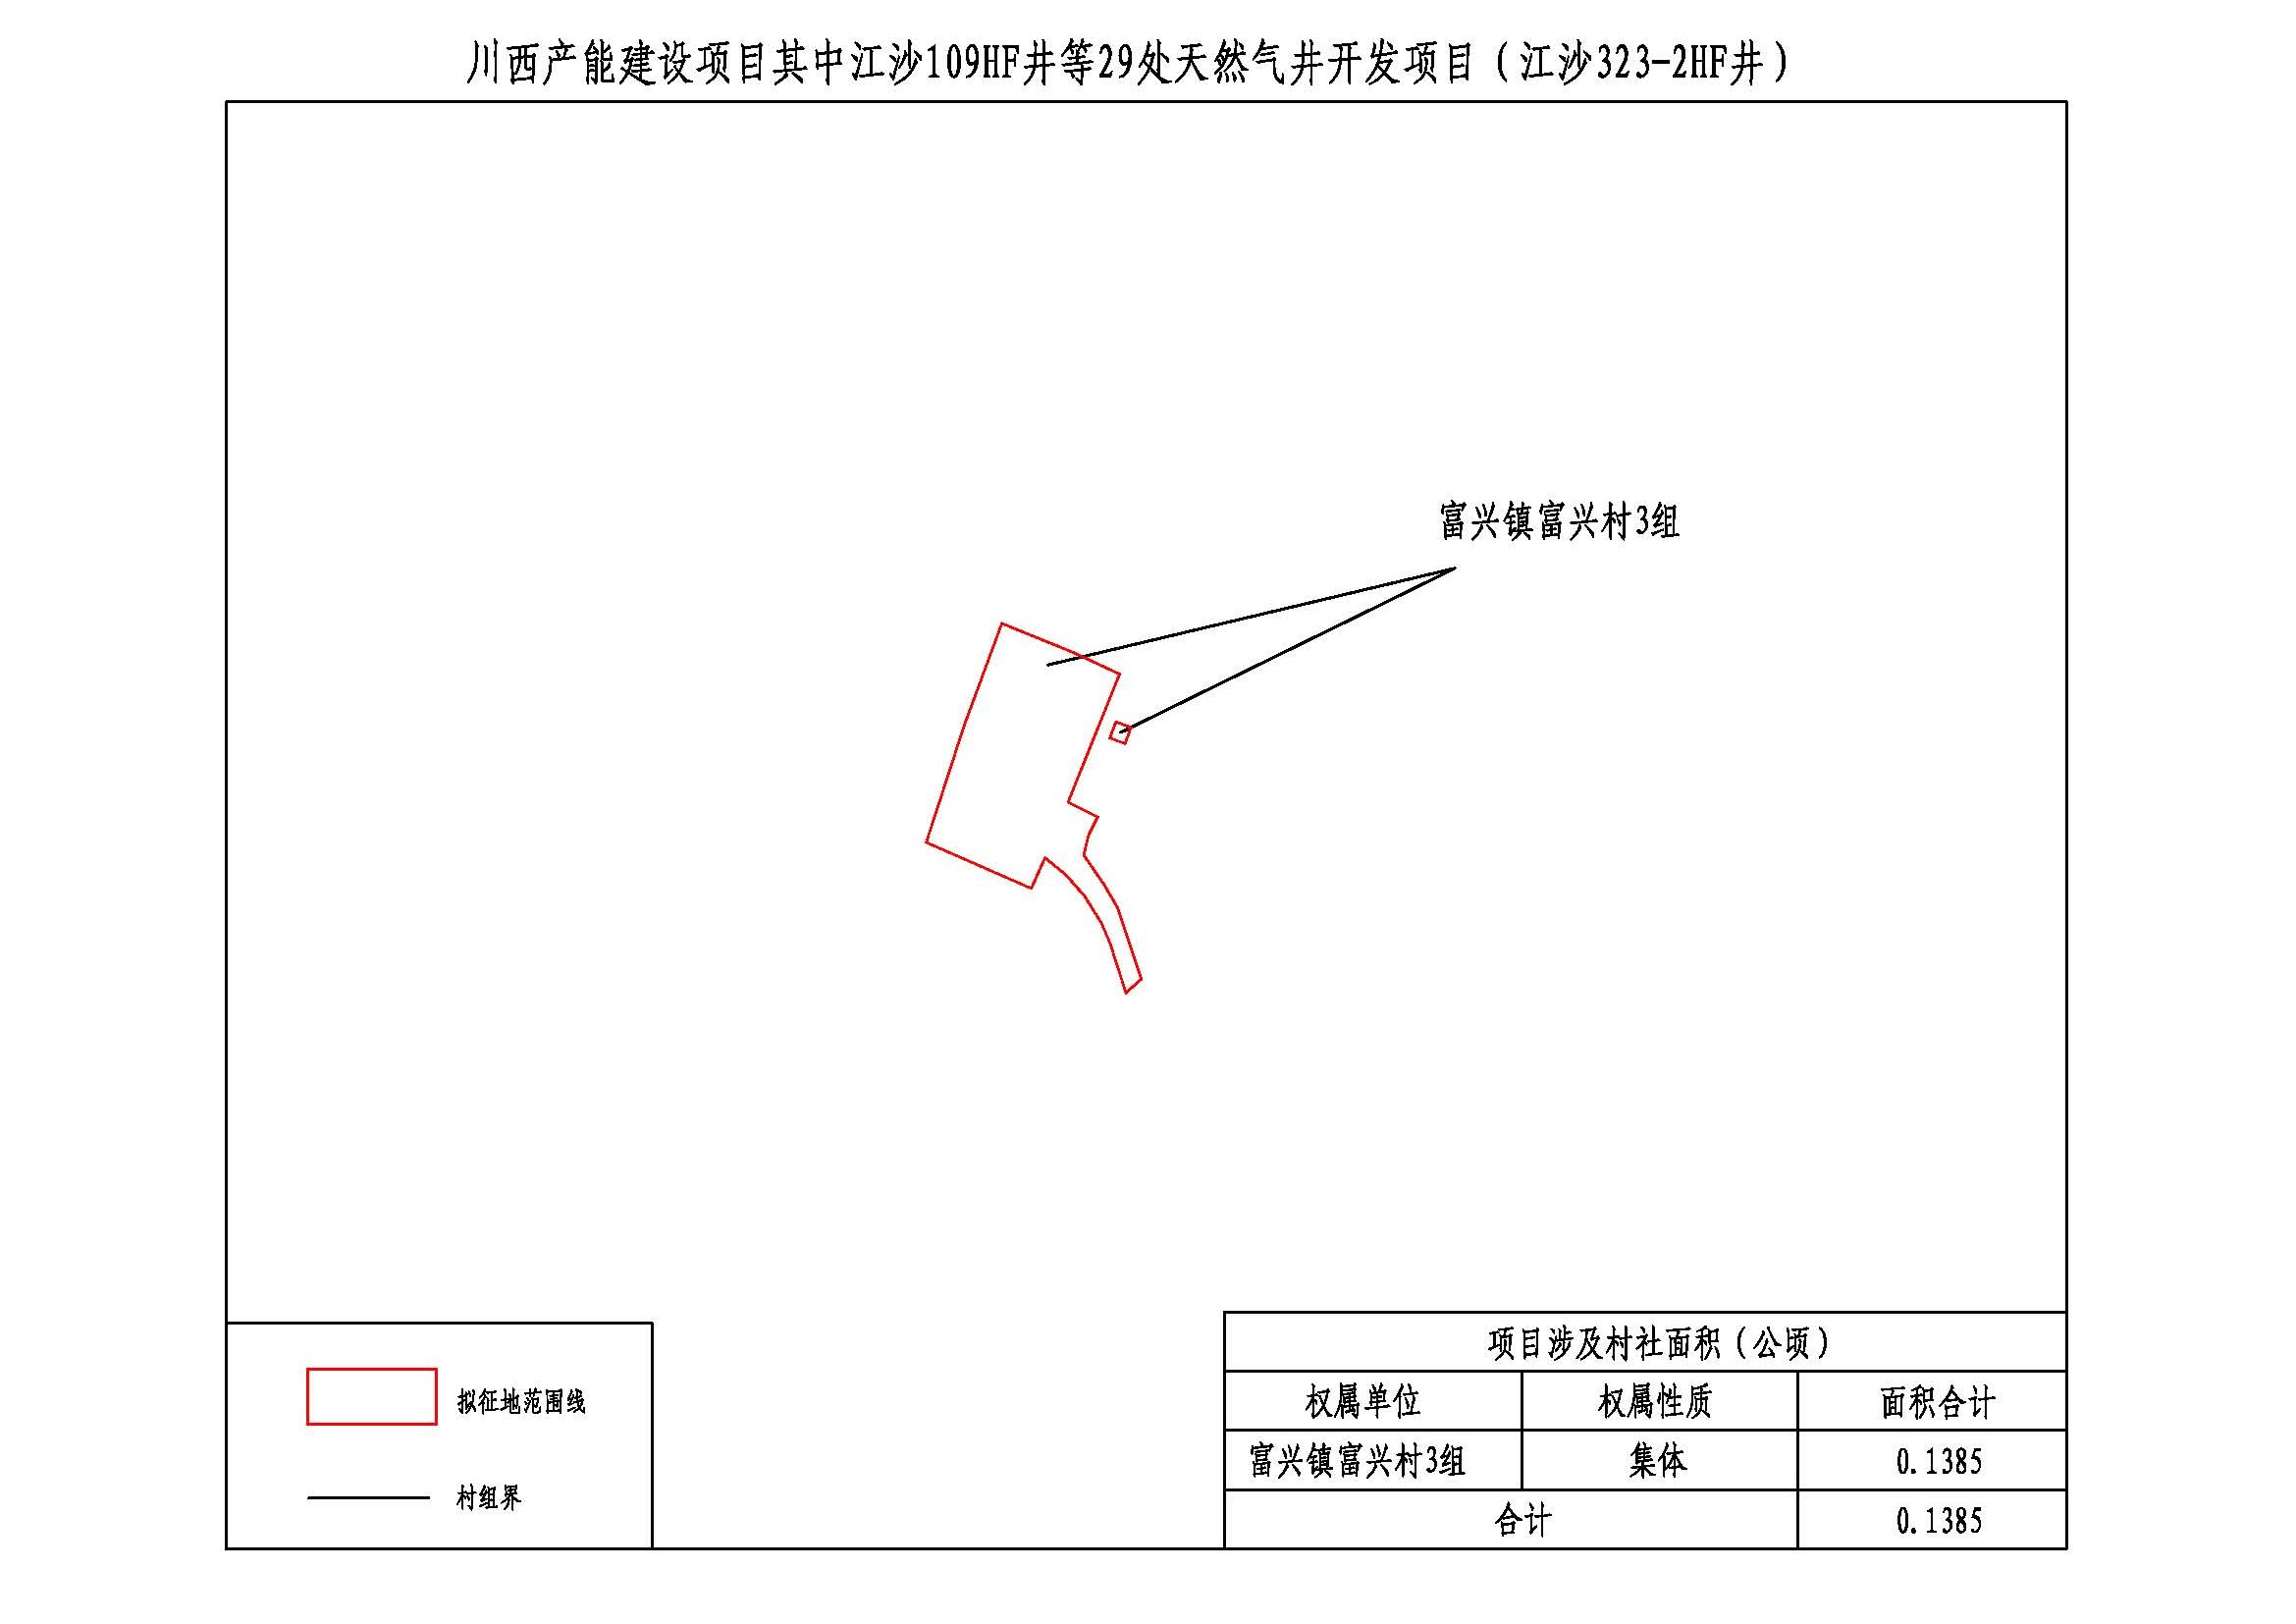 川西产能建设项目其中江沙109HF井等29处天然气井开发项目（江沙323-2HF井）
富兴镇富兴村3组
拟征地范围线
村组界
项目涉及村社面积（公顷）
权属单位 权属性质 面积合计
富兴镇富兴村3组 集体 0.1385
合计 0.1385